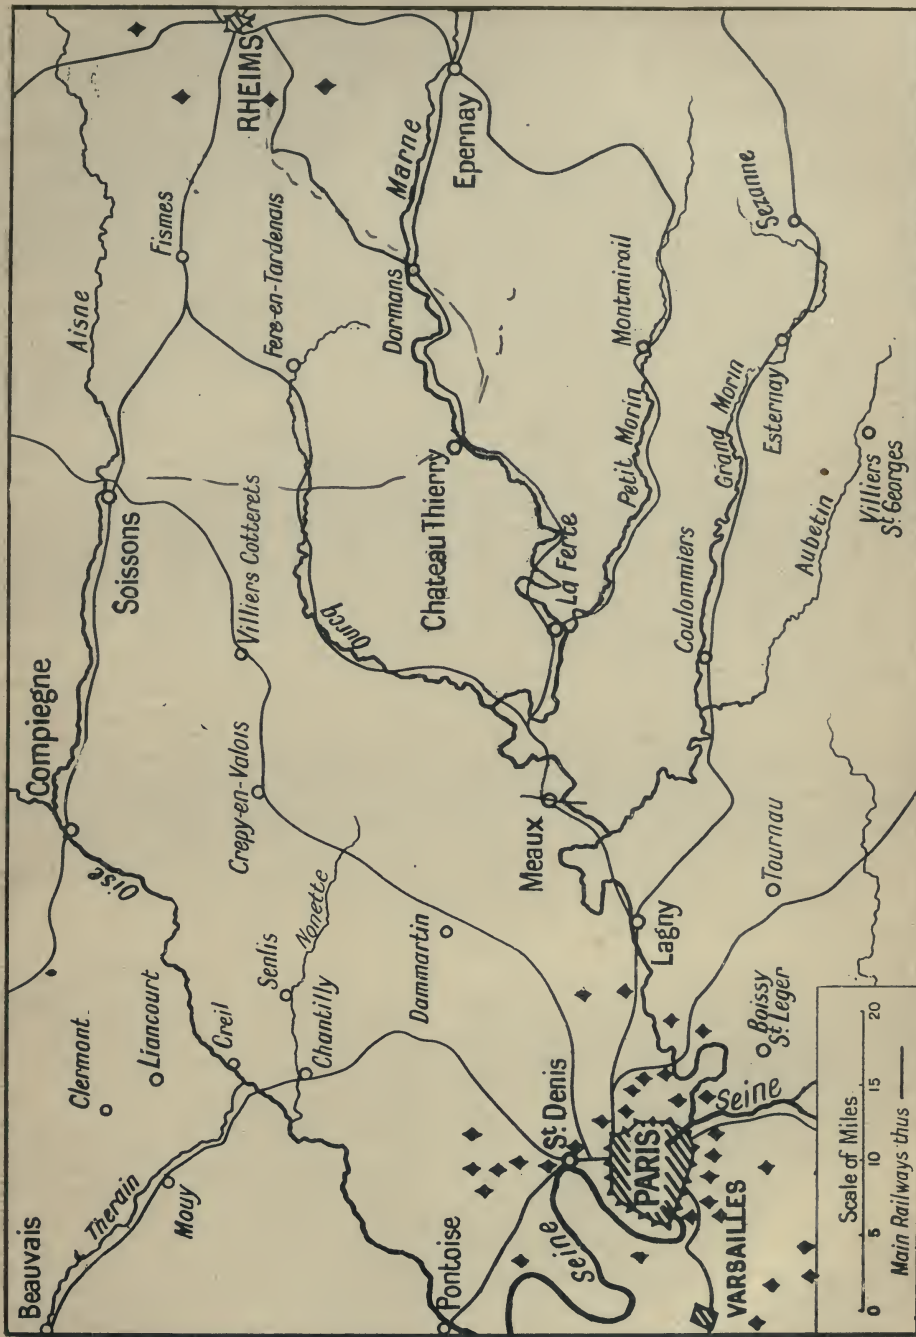 Beauvais
Therain
Mouy
Clermont
Liancourt
Creil
Oise
Compiegne
Soissons
Aisne
Fismes
RHEIMS
Pontoise
Chantilly
Senlis
Nonette
Crepy-en-Valois
Villiers Cotterets
Fere-en-Tardenais
Dammartin
Ourcq
Chateau Thierry
Dormans
Marne
Epernay
Seine
St Denis
PARIS
VARSAILLES
Meaux
Lagny
La Ferte
Petit Morin
Montmirail
Coulommiers
Grand Morin
Esternay
Sezanne
Seine
Boissy
St Leger
Tournau
Aubetin
Villiers
St Georges
Scale of Miles
0 5 10 15 20
Main Railways thus